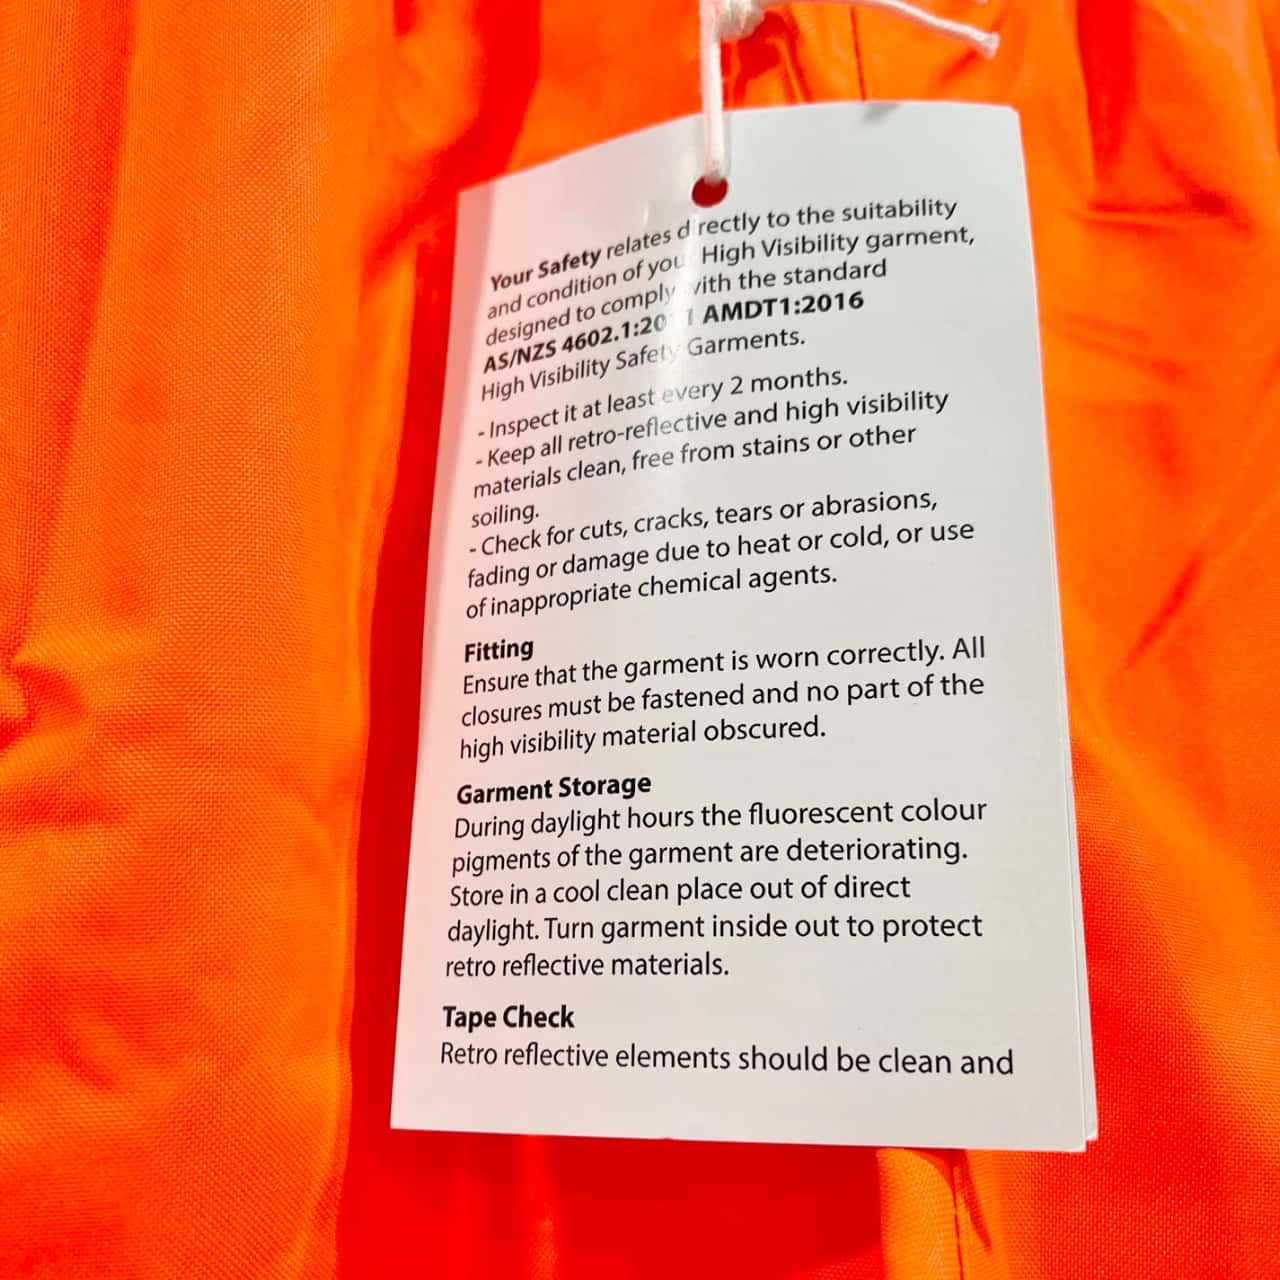 Your Safety relates directly to the suitability
and condition of your High Visibility garment,
designed to comply with the standard
AS/NZS AMDT1:2016
High Visibility Safety Garments.
- Inspect it at least every 2 months.
- Keep all retro-reflective and high visibility
materials clean, free from stains or other
soiling.
- Check for cuts, cracks, tears or abrasions,
fading or damage due to heat or cold, or use
of inappropriate chemical agents.
Fitting
Ensure that the garment is worn correctly. All
closures must be fastened and no part of the
high visibility material obscured.
Garment Storage
During daylight hours the fluorescent colour
pigments of the garment are deteriorating.
Store in a cool clean place out of direct
daylight. Turn garment inside out to protect
retro reflective materials.
Tape Check
Retro reflective elements should be clean and